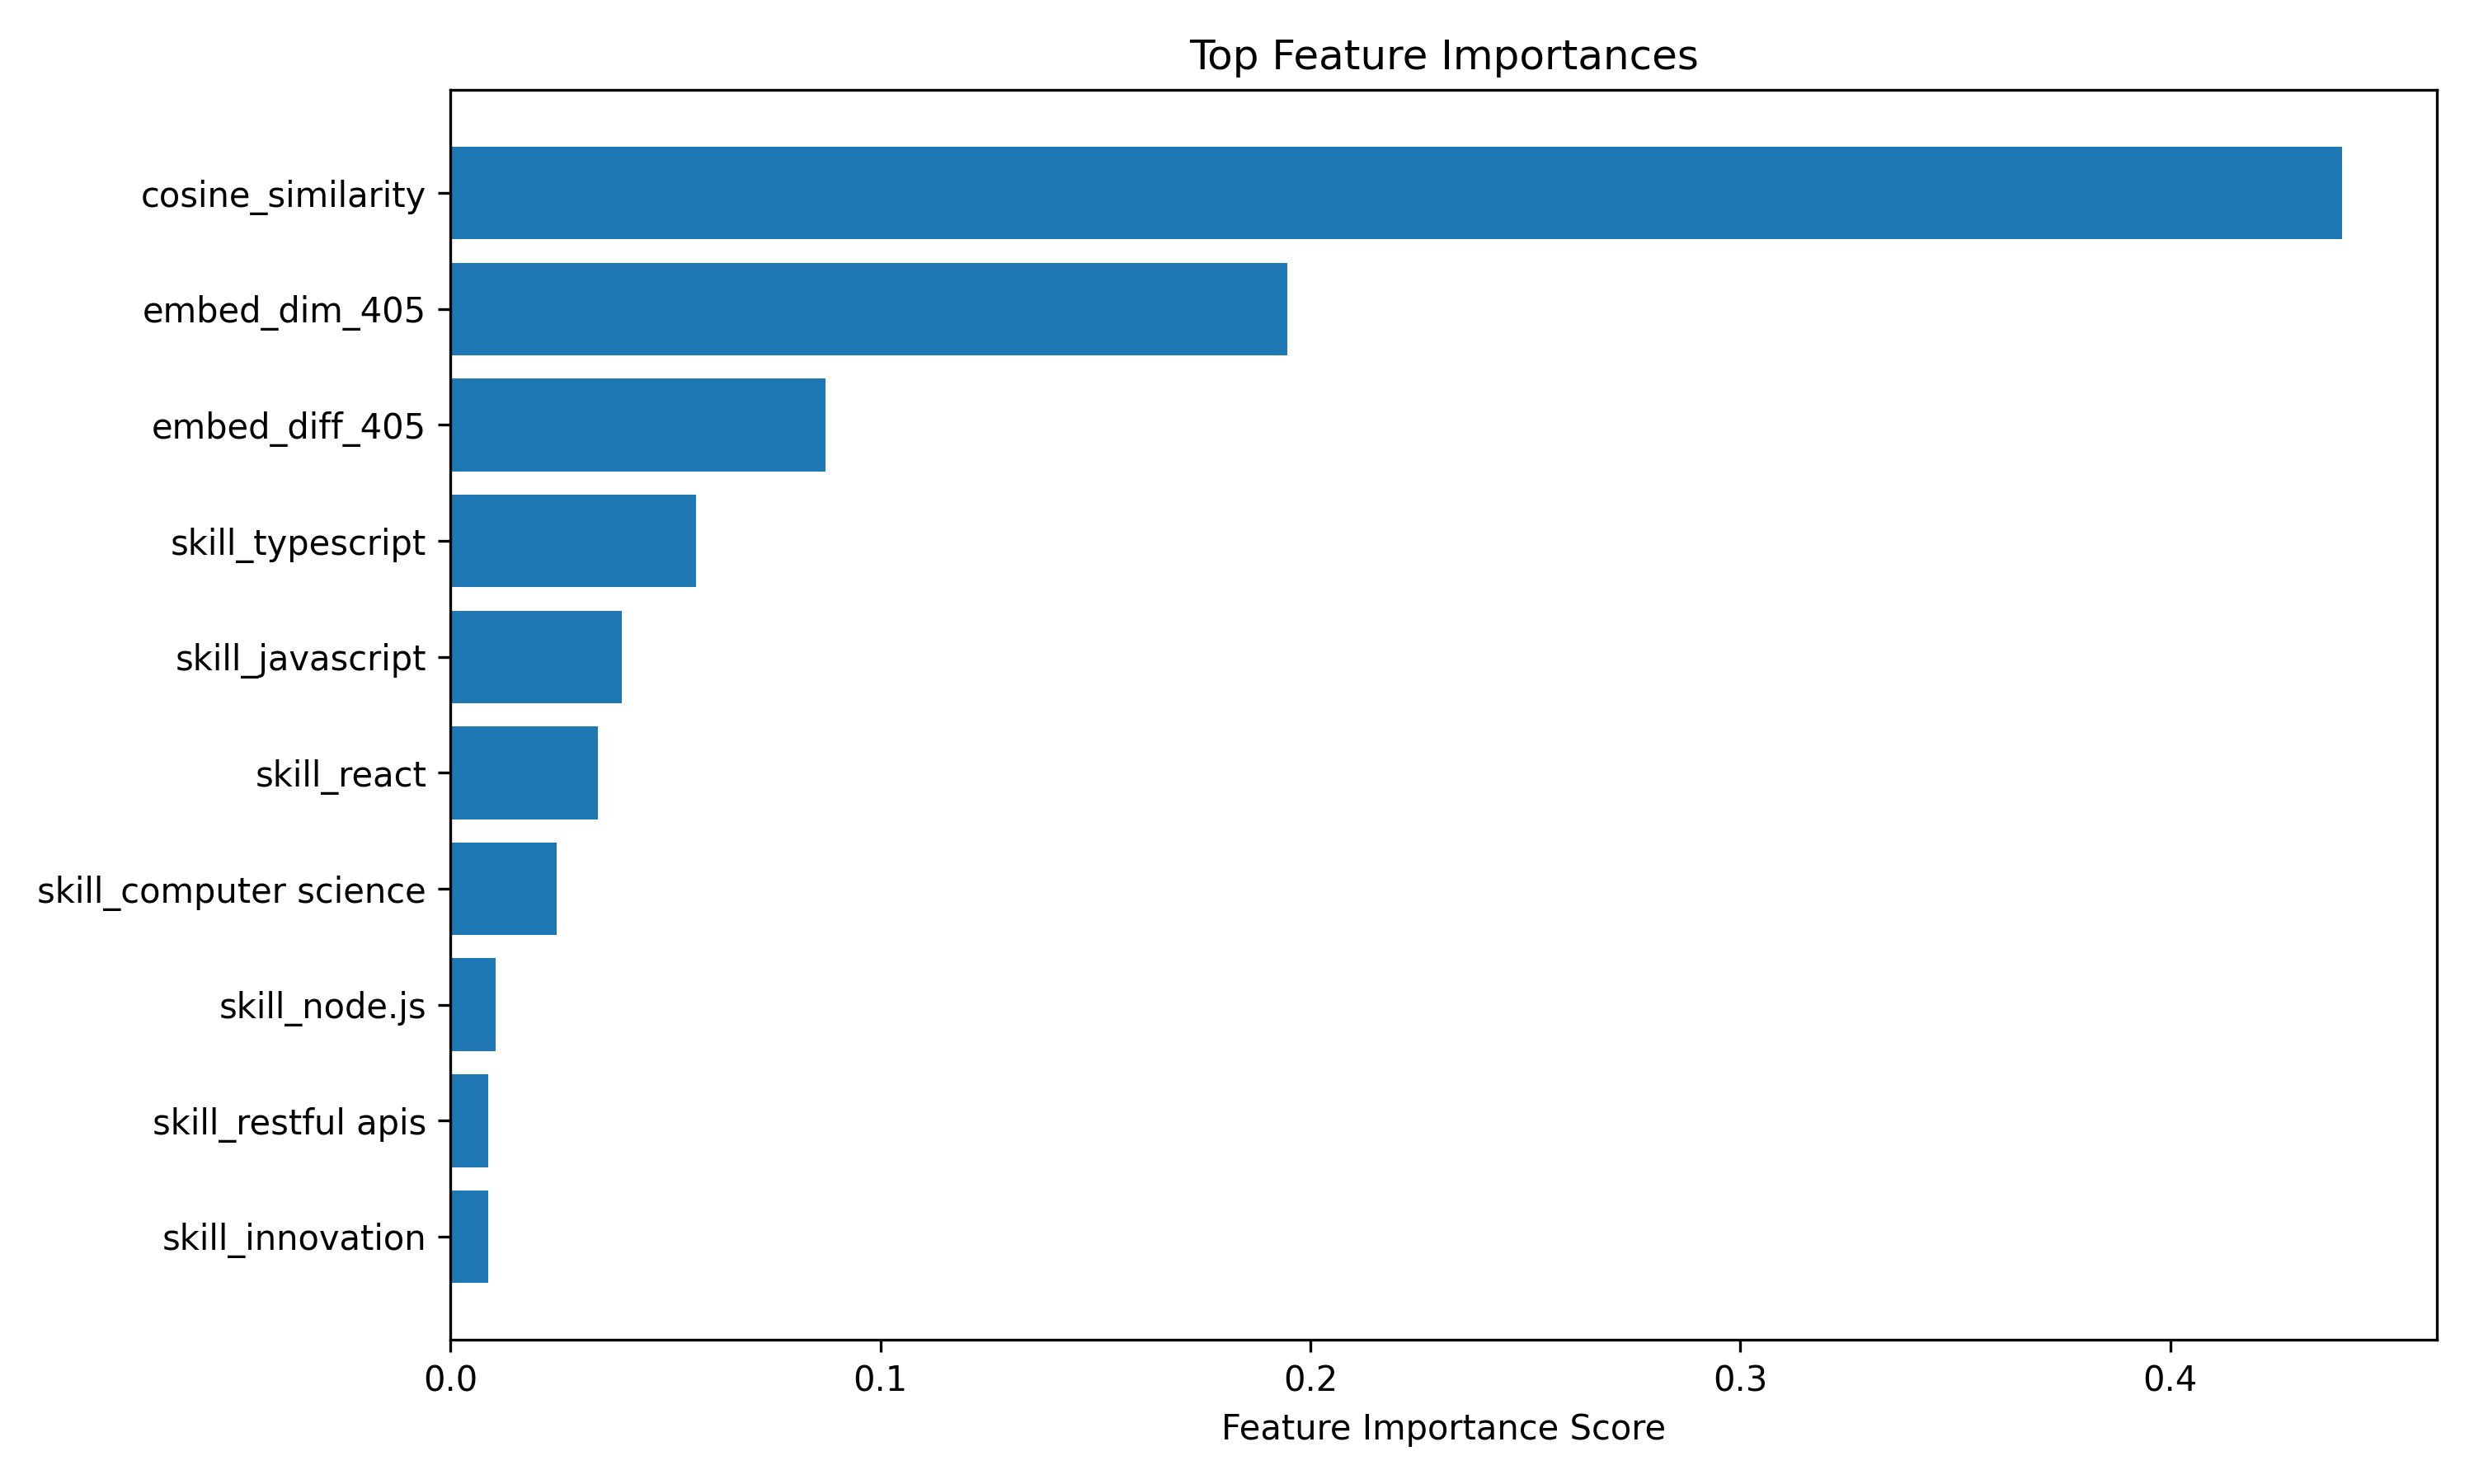 Top Feature Importances
cosine_similarity
embed_dim_405
embed_diff_405
skill_typescript
skill_javascript
skill_react
skill_computer science
skill_node.js
skill_restful apis
skill_innovation
0.0 0.1 0.2 0.3 0.4
Feature Importance Score